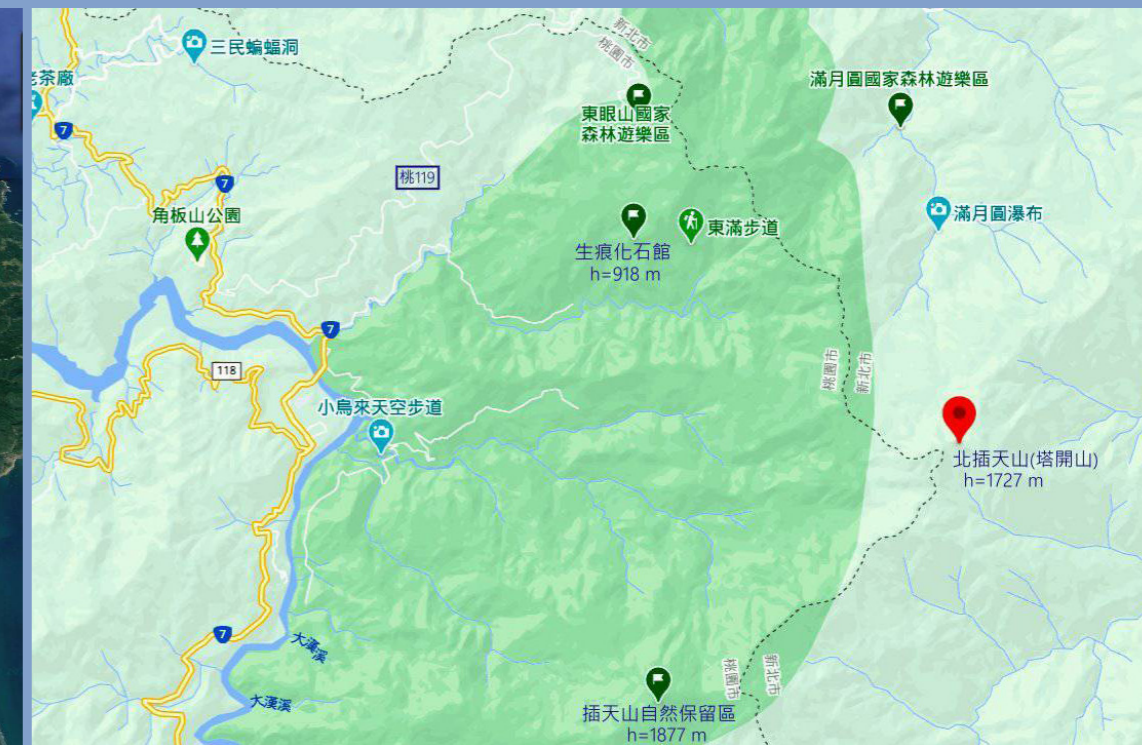 新北市
桃園市
三民蝙蝠洞
老茶廠
滿月圓國家森林遊樂區
東眼山國家
森林遊樂區
7
桃119
7
角板山公園
滿月圓瀑布
東滿步道
生痕化石館
h=918 m
7
118
桃園市
新北市
小烏來天空步道
北插天山(塔開山)
h=1727 m
7
大漢溪
大漢溪
桃園市
新北市
插天山自然保留區
h=1877 m